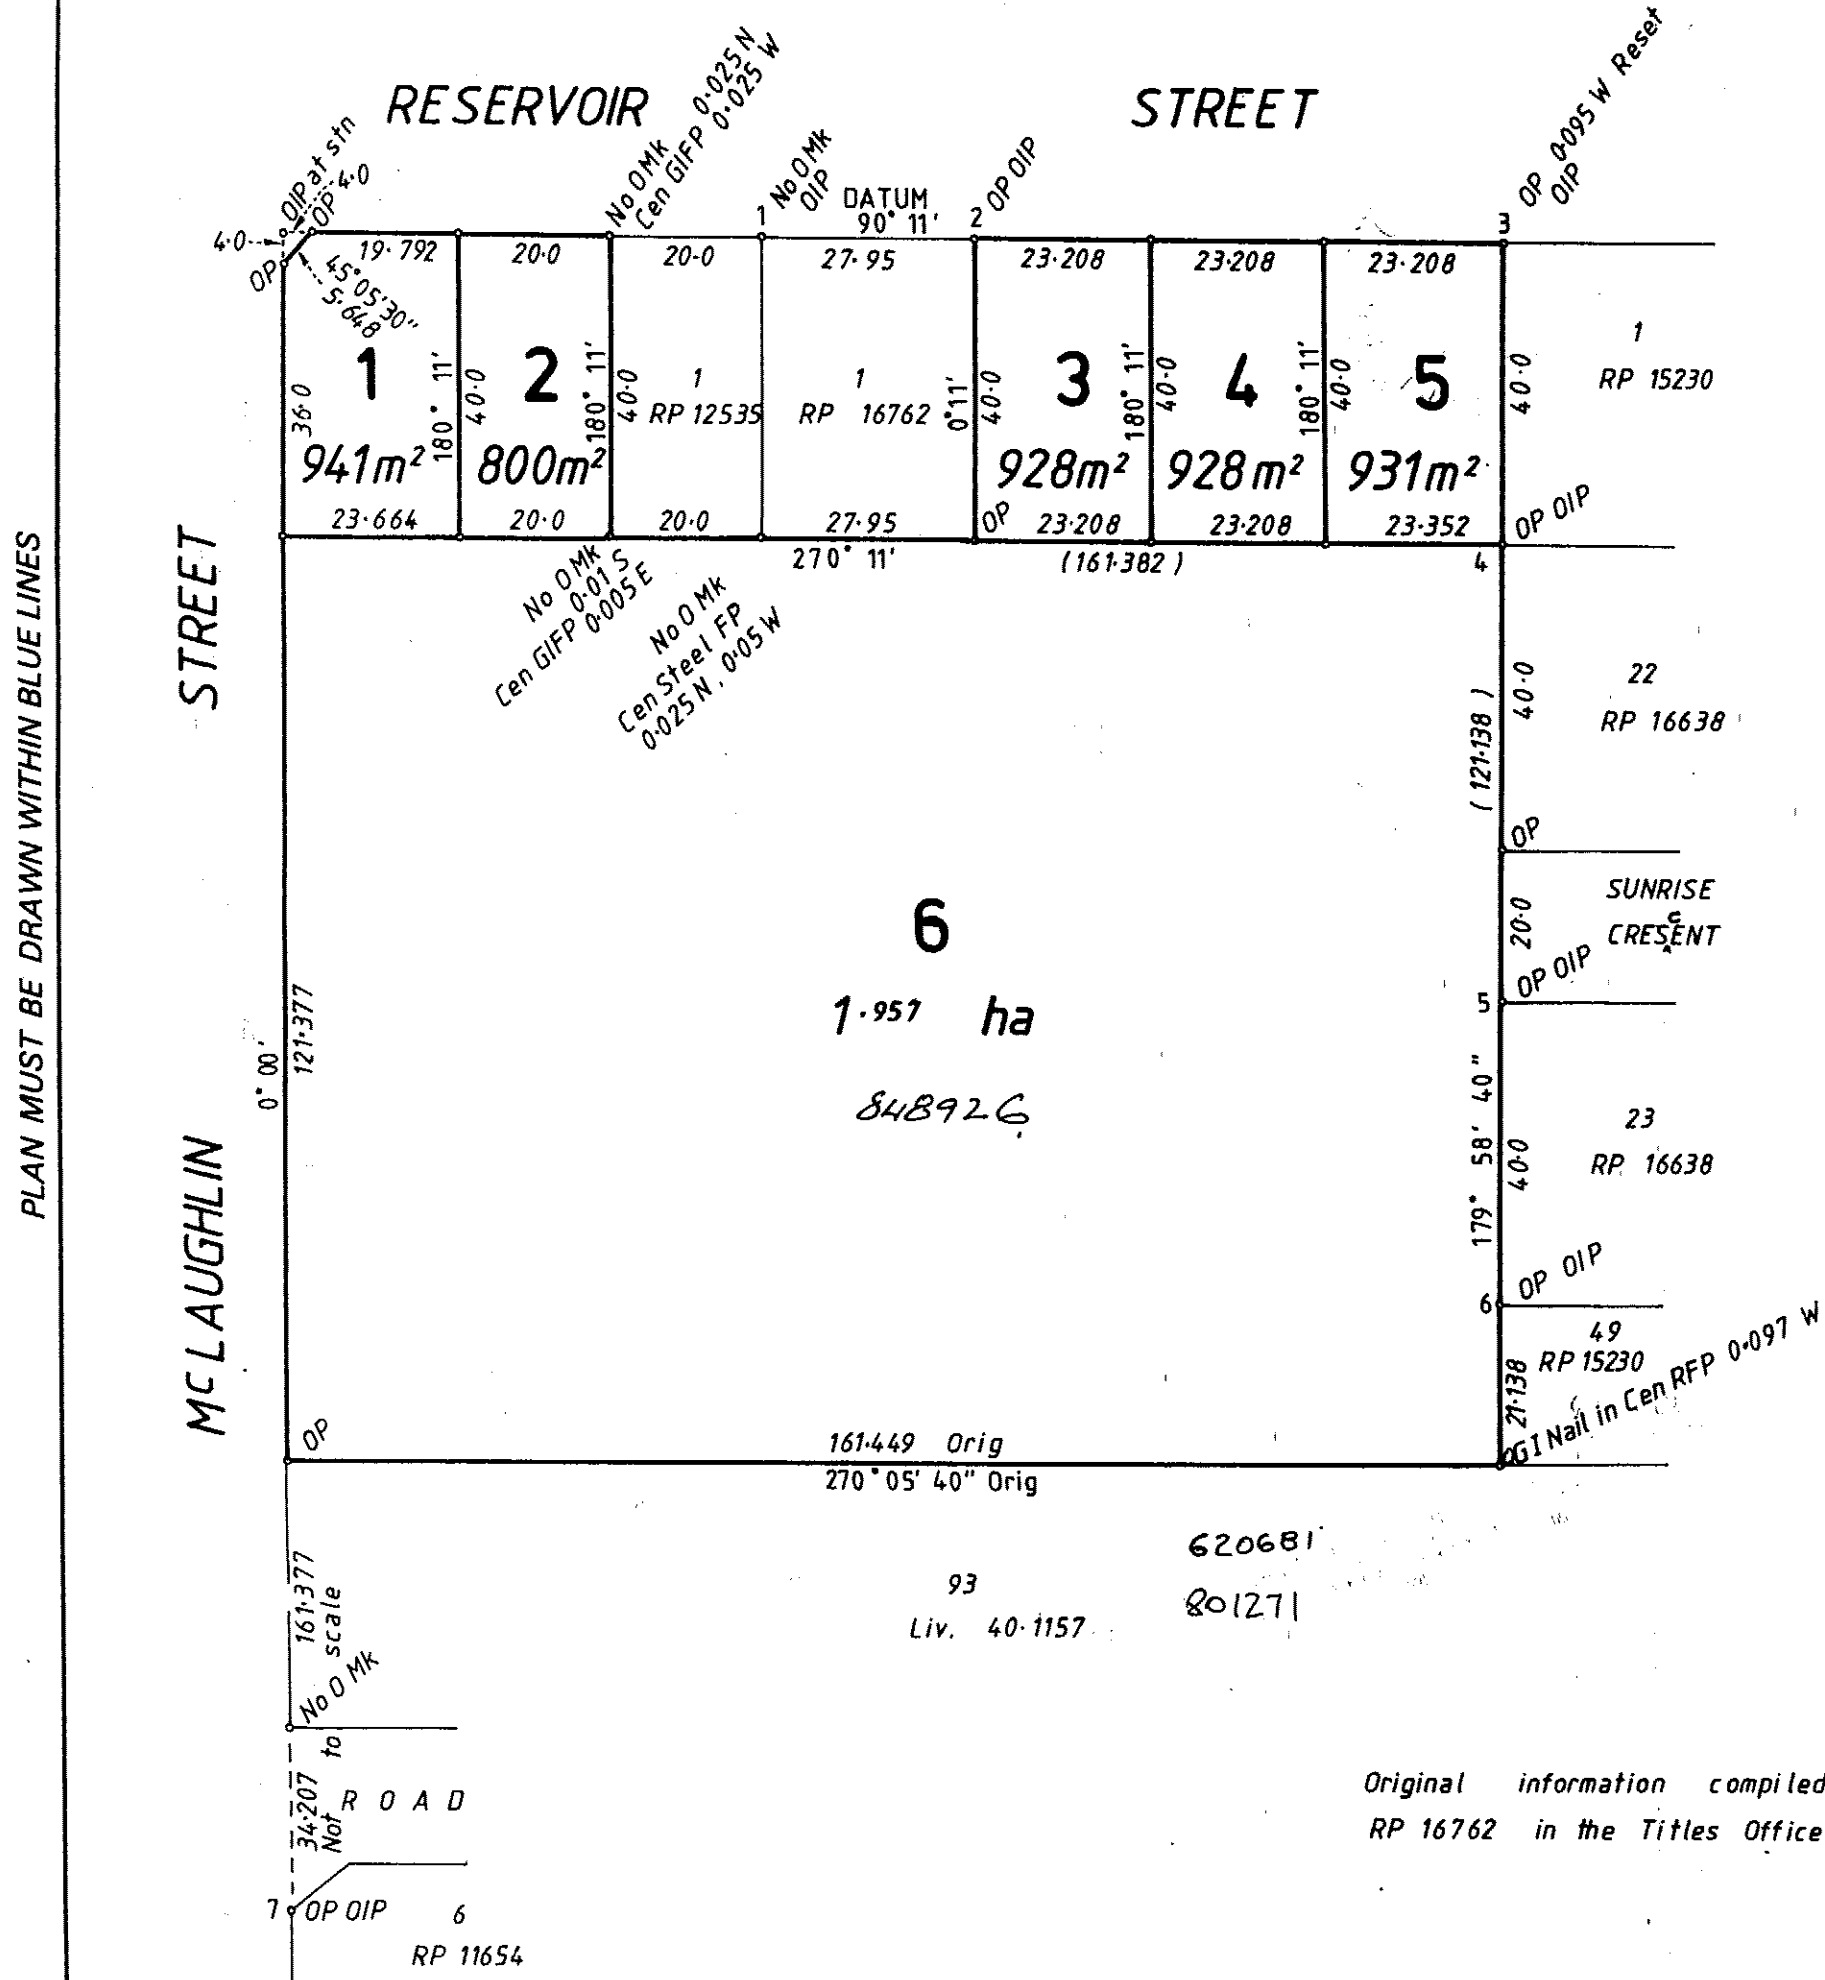 PLAN MUST BE DRAWN WITHIN BLUE LINES
RESERVOIR STREET
OIP at stn
OP 4·0
4·0
OP
45°05'30"
5·648
No O Mk
Cen GIFP 0·025 N
0·025 W
1
No O Mk
OIP
DATUM
90° 11'
2
OP OIP
3
OP 0·095 W Reset
OIP
19·792
20·0
20·0
27·95
23·208
23·208
23·208
1
36·0
941m²
180° 11'
23·664
2
40·0
800m²
180° 11'
20·0
40·0
1
RP 12535
20·0
1
RP 16762
0°11'
27·95
3
40·0
928m²
180° 11'
OP
23·208
4
40·0
928m²
180° 11'
23·208
5
40·0
931m²
23·352
40·0
1
RP 15230
OP OIP
270° 11'
(161·382)
4
No O Mk
0·01 S
Cen GIFP 0·005 E
No O Mk
Cen Steel FP
0·025 N, 0·05 W
STREET
MCLAUGHLIN
0° 00'
121·377
(121·138)
40·0
22
RP 16638
OP
20·0
SUNRISE
c
CRESENT
OP OIP
5
6
1·957 ha
848926
179° 58' 40"
40·0
23
RP 16638
OP OIP
6
49
RP 15230
21·138
OGI Nail in Cen RFP 0·097 W
OP
161·449 Orig
270°05' 40" Orig
620681
93
801271
Liv. 40·1157
161·377
scale
No O Mk
34·207
Not to
ROAD
7
OP OIP
6
RP 11654
Original information compiled
RP 16762 in the Titles Office